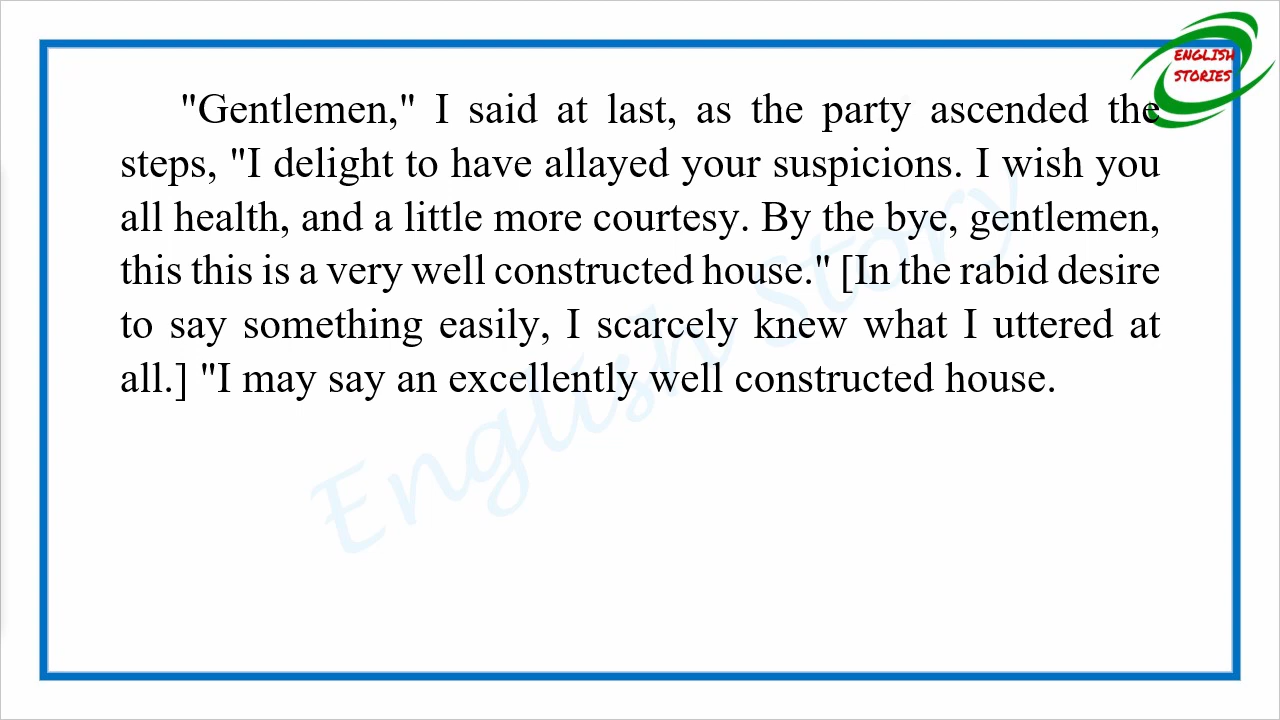 ENGLISH
STORIES
"Gentlemen," I said at last, as the party ascended the
steps, "I delight to have allayed your suspicions. I wish you
all health, and a little more courtesy. By the bye, gentlemen,
this this is a very well constructed house." [In the rabid desire
to say something easily, I scarcely knew what I uttered at
all.] "I may say an excellently well constructed house.
English Story